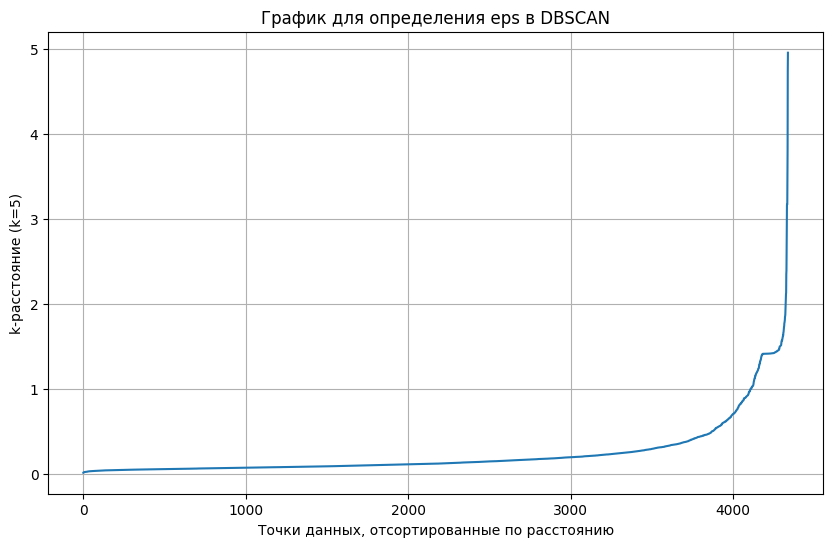 График для определения eps в DBSCAN
5
4
3
2
1
0
k-расстояние (k=5)
0 1000 2000 3000 4000
Точки данных, отсортированные по расстоянию